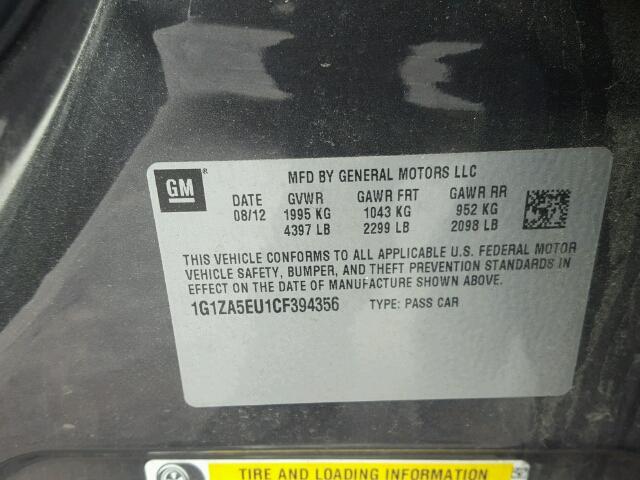 GM ®
MFD BY GENERAL MOTORS LLC
DATE GVWR GAWR FRT GAWR RR
08/12 1995 KG 1043 KG 952 KG
4397 LB 2299 LB 2098 LB
THIS VEHICLE CONFORMS TO ALL APPLICABLE U.S. FEDERAL MOTOR
VEHICLE SAFETY, BUMPER, AND THEFT PREVENTION STANDARDS IN
EFFECT ON THE DATE OF MANUFACTURE SHOWN ABOVE.
1G1ZA5EU1CF394356 TYPE: PASS CAR
TIRE AND LOADING INFORMATION